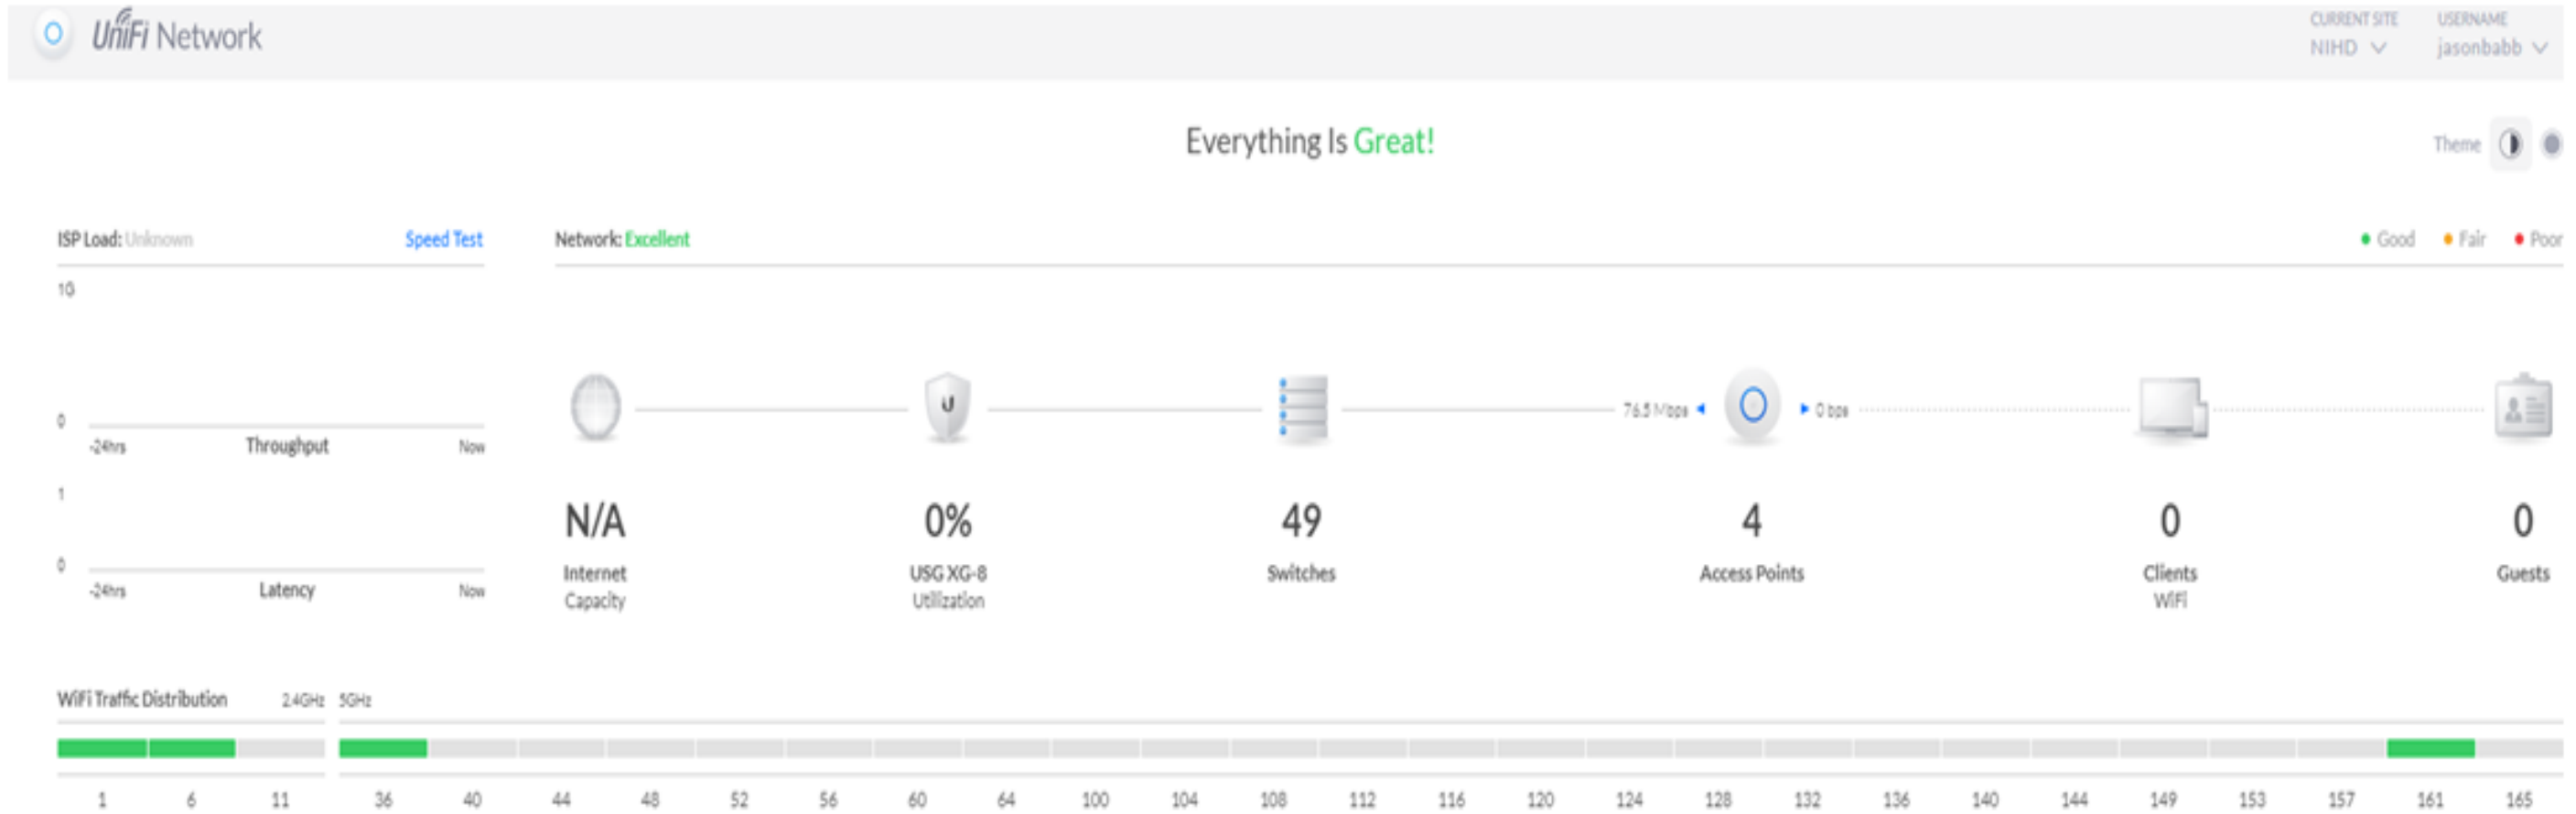 UniFi Network
CURRENT SITE
NIHD
USERNAME
jasonbabb
Everything Is Great!
Theme
ISP Load: Unknown
Speed Test
Network: Excellent
Good
Fair
Poor
1G
0
-24hrs
Throughput
Now
1
0
-24hrs
Latency
Now
U
76.5 Mbps
0 bps
N/A
Internet
Capacity
0%
USG XG-8
Utilization
49
Switches
4
Access Points
0
Clients
WiFi
0
Guests
WiFi Traffic Distribution 2.4GHz 5GHz
1 6 11 36 40 44 48 52 56 60 64 100 104 108 112 116 120 124 128 132 136 140 144 149 153 157 161 165